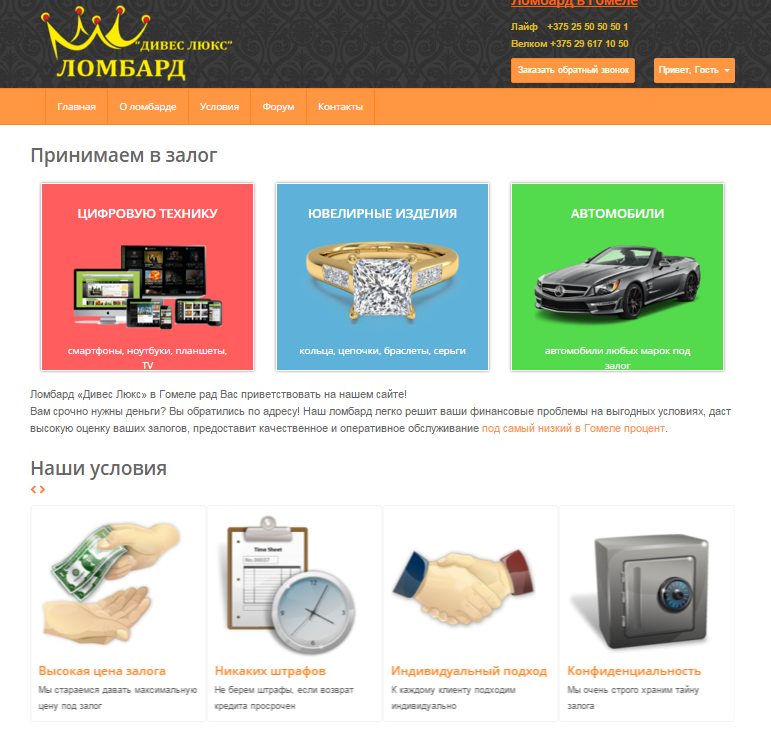 Ломбард в Гомеле
"ДИВЕС ЛЮКС"
ЛОМБАРД
Лайф +375 25 50 50 50 1
Велком +375 29 617 10 50
Заказать обратный звонок
Привет, Гость
Главная
О ломбарде
Условия
Форум
Контакты
Принимаем в залог
ЦИФРОВУЮ ТЕХНИКУ
смартфоны, ноутбуки, планшеты,
TV
ЮВЕЛИРНЫЕ ИЗДЕЛИЯ
кольца, цепочки, браслеты, серьги
АВТОМОБИЛИ
автомобили любых марок под
залог
Ломбард «Дивес Люкс» в Гомеле рад Вас приветствовать на нашем сайте!
Вам срочно нужны деньги? Вы обратились по адресу! Наш ломбард легко решит ваши финансовые проблемы на выгодных условиях, даст
высокую оценку ваших залогов, предоставит качественное и оперативное обслуживание под самый низкий в Гомеле процент.
Наши условия
Time Sheet
Высокая цена залога
Мы стараемся давать максимальную
цену под залог
Никаких штрафов
Не берем штрафы, если возврат
кредита просрочен
Индивидуальный подход
К каждому клиенту подходим
индивидуально
Конфиденциальность
Мы очень строго храним тайну
залога